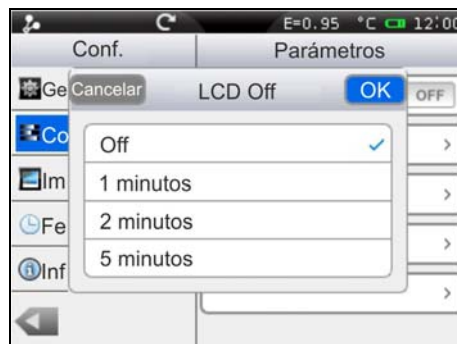 E=0.95 °C 12:00
Conf. Parámetros
Ge Cancelar LCD Off OK OFF
Co Off
Im 1 minutos
Fe 2 minutos
Inf 5 minutos